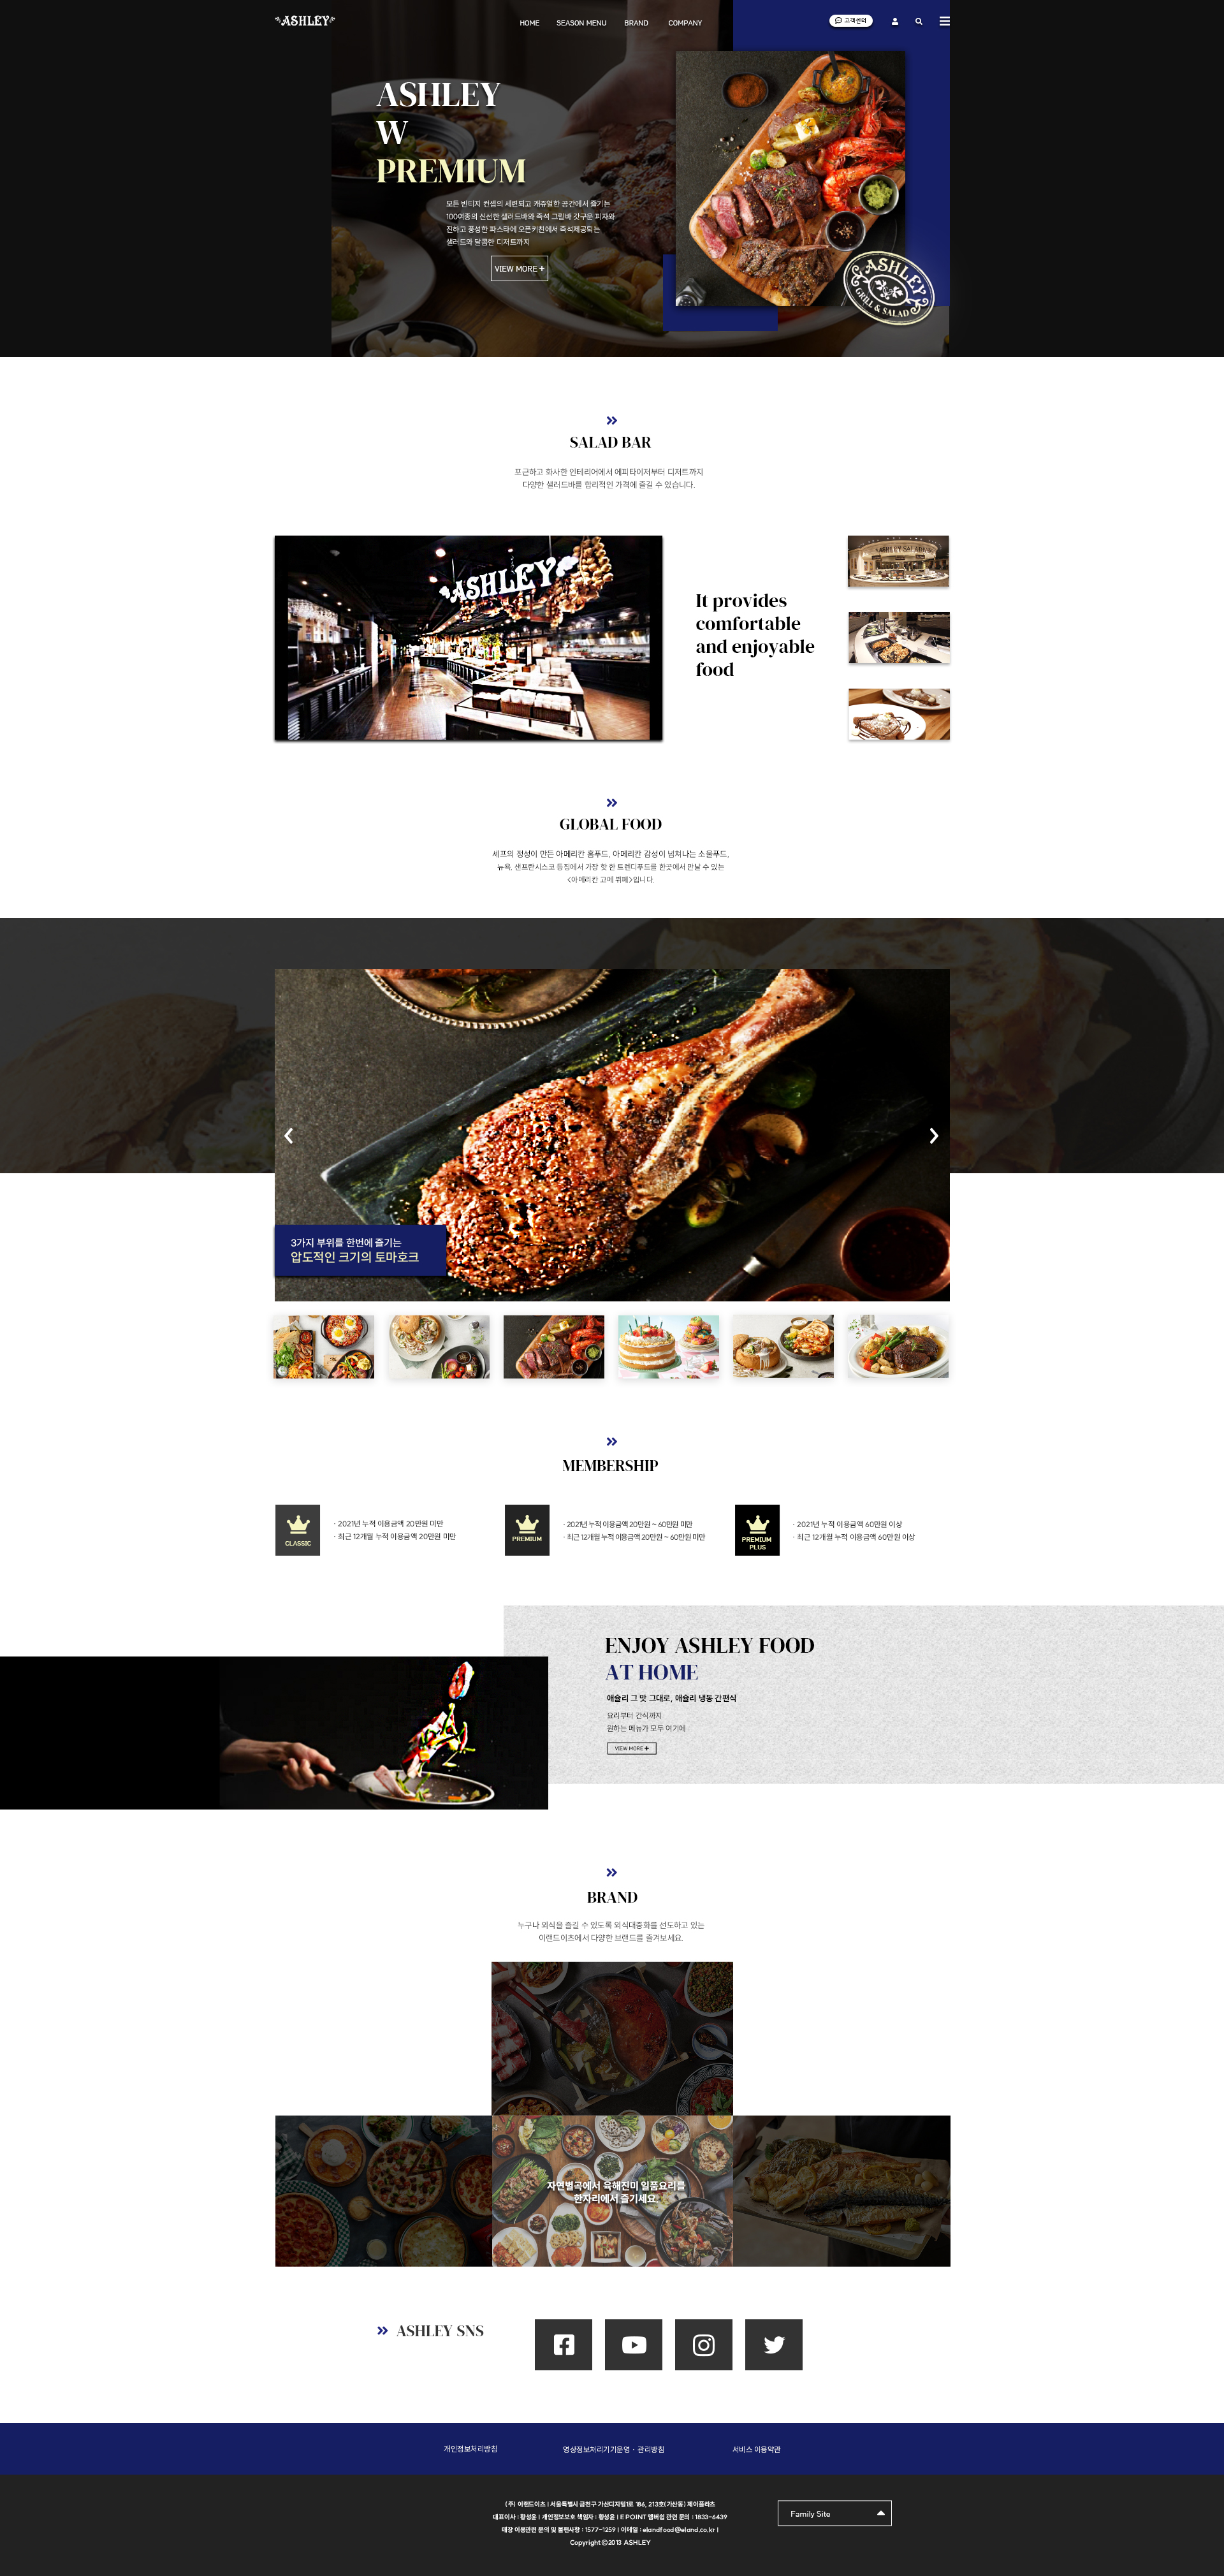 ASHLEY
HOME
SEASON MENU
BRAND
COMPANY
고객센터
ASHLEY
W
PREMIUM
모든 빈티지 컨셉의 세련되고 캐쥬얼한 공간에서 즐기는
100여종의 신선한 샐러드바와 즉석 그릴바 갓구운 피자와
진하고 풍성한 파스타에 오픈키친에서 즉석제공되는
샐러드와 달콤한 디저트까지
VIEW MORE +
ASHLEY
GRILL & SALAD
SALAD BAR
포근하고 화사한 인테리어에서 에피타이저부터 디저트까지
다양한 샐러드바를 합리적인 가격에 즐길 수 있습니다.
ASHLEY
It provides
comfortable
and enjoyable
food
ASHLEY SALADBAR
GLOBAL FOOD
셰프의 정성이 만든 아메리칸 홈푸드, 아메리칸 감성이 넘쳐나는 소울푸드,
뉴욕, 샌프란시스코 등정에서 가장 핫 한 트렌디푸드를 한곳에서 만날 수 있는
<아메리칸 고메 뷔페>입니다.
3가지 부위를 한번에 즐기는
압도적인 크기의 토마호크
MEMBERSHIP
CLASSIC
· 2021년 누적 이용금액 20만원 미만
· 최근 12개월 누적 이용금액 20만원 미만
PREMIUM
· 2021년 누적 이용금액 20만원 ~ 60만원 미만
· 최근 12개월 누적 이용금액 20만원 ~ 60만원 미만
PREMIUM
PLUS
· 2021년 누적 이용금액 60만원 이상
· 최근 12개월 누적 이용금액 60만원 이상
ENJOY ASHLEY FOOD
AT HOME
애슐리 그 맛 그대로, 애슐리 냉동 간편식
요리부터 간식까지
원하는 메뉴가 모두 여기에
VIEW MORE +
BRAND
누구나 외식을 즐길 수 있도록 외식대중화를 선도하고 있는
이랜드이츠에서 다양한 브랜드를 즐겨보세요.
자연별곡에서 육해진미 일품요리를
한자리에서 즐기세요.
ASHLEY SNS
개인정보처리방침
영상정보처리기기운영 · 관리방침
서비스 이용약관
(주) 이랜드이츠 | 서울특별시 금천구 가산디지털1로 186, 213호(가산동) 제이플라츠
대표이사 : 황성윤 | 개인정보보호 책임자 : 황성윤 | E POINT 멤버쉽 관련 문의 : 1833-6439
매장 이용관련 문의 및 불편사항 : 1577-1259 | 이메일 : elandfood@eland.co.kr |
Copyright©2013 ASHLEY
Family Site